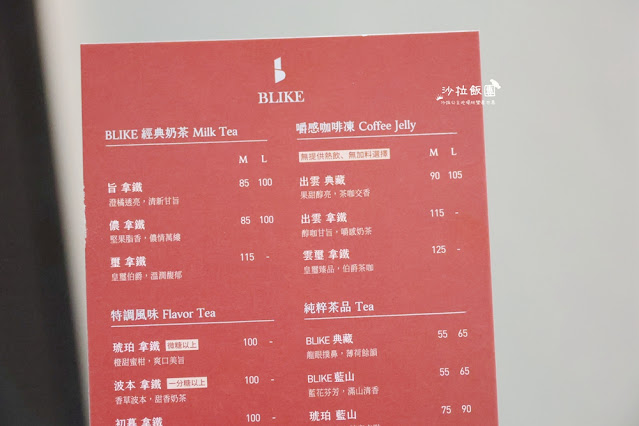 BLIKE
沙拉飯團
BLIKE 經典奶茶 Milk Tea
M L
旨 拿鐵 85 100
澄橘透亮，清新甘旨
儂 拿鐵 85 100
堅果脂香，儂情萬縷
璽 拿鐵 115 -
皇璽伯爵，溫潤馥郁
特調風味 Flavor Tea
琥珀 拿鐵 微糖以上 100 -
橙甜蜜柑，爽口美旨
波本 拿鐵 一分糖以上 100 -
香草波本，甜香奶茶
初幕 拿鐵 100 -
嚼感咖啡凍 Coffee Jelly
無提供熱飲、無加料選擇 M L
出雲 典藏 90 105
果甜醇亮，茶咖交香
出雲 拿鐵 115 -
醇咖甘旨，嚼感奶茶
雲璽 拿鐵 125 -
皇璽臻品，伯爵茶咖
純粹茶品 Tea
BLIKE 典藏 55 65
龍眼撲鼻，薄荷餘韻
BLIKE 藍山 55 65
藍花芬芳，滿山清香
琥珀 藍山 75 90